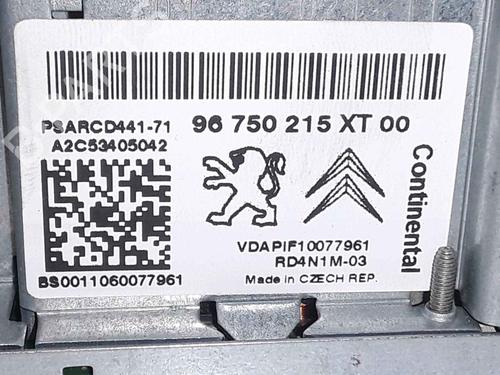 PSARCD441-71
A2C53405042
96 750 215 XT 00
Continental
VDAPIF10077961
RD4N1M-03
Made in CZECH REP.
BS0011060077961